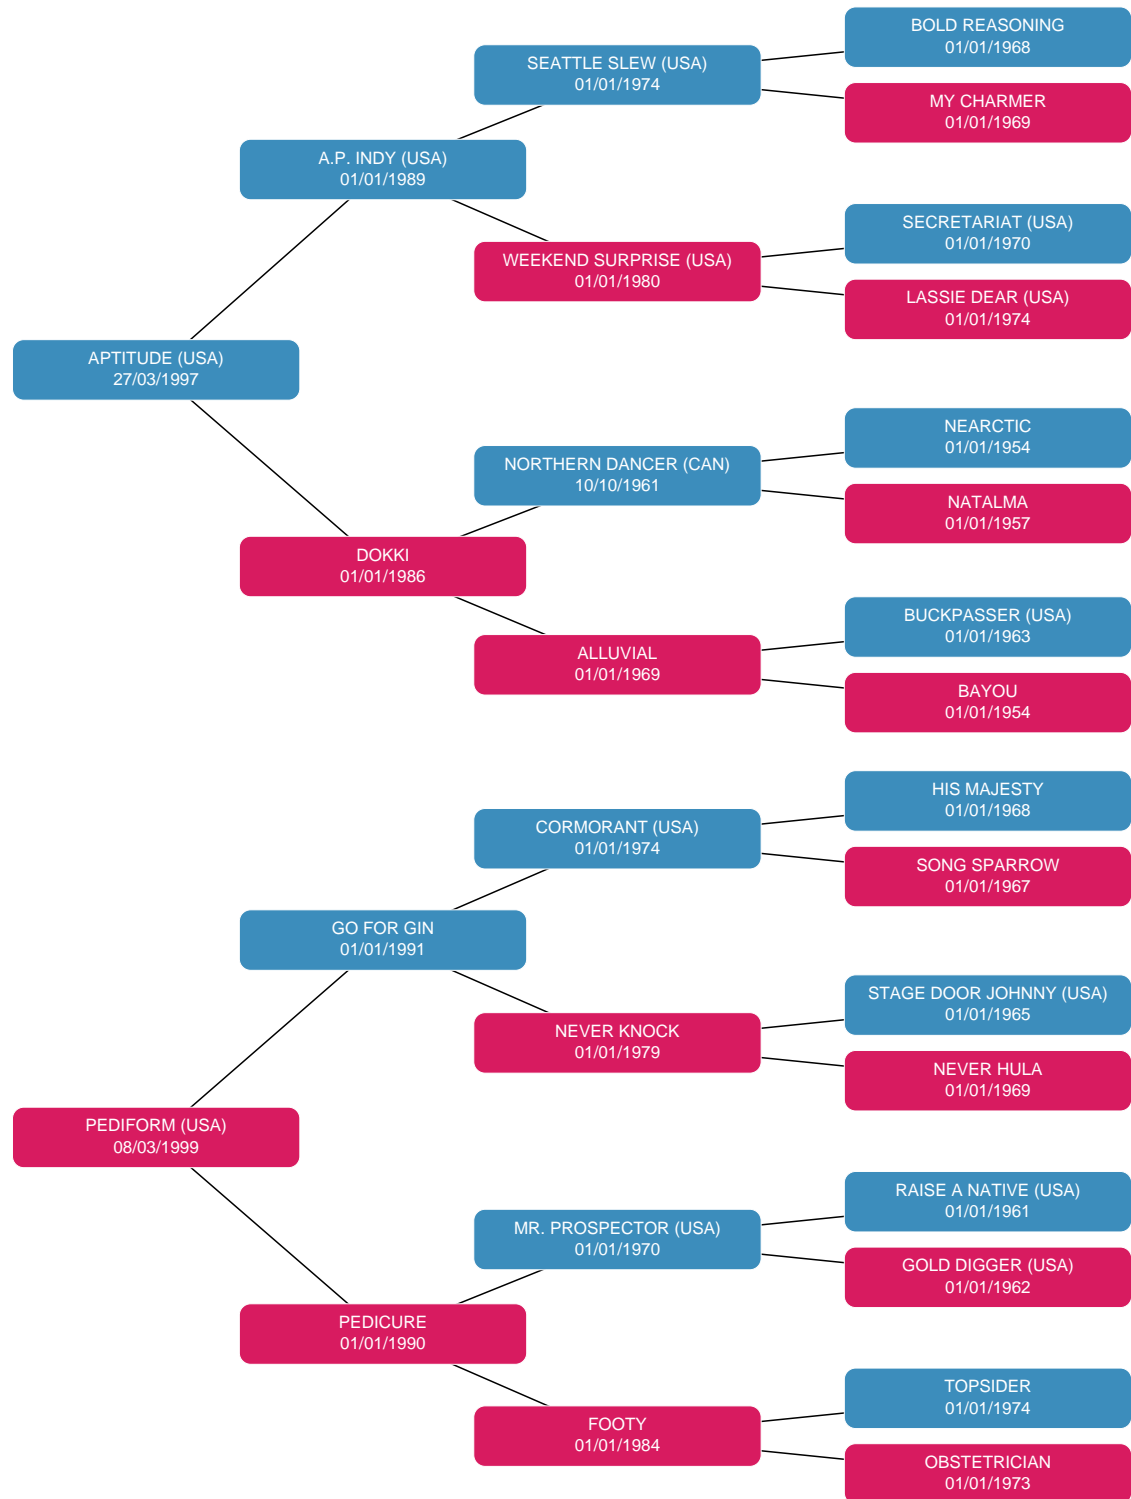 BOLD REASONING
01/01/1968
SEATTLE SLEW (USA)
01/01/1974
MY CHARMER
01/01/1969
A.P. INDY (USA)
01/01/1989
SECRETARIAT (USA)
01/01/1970
WEEKEND SURPRISE (USA)
01/01/1980
LASSIE DEAR (USA)
01/01/1974
APTITUDE (USA)
27/03/1997
NEARCTIC
01/01/1954
NORTHERN DANCER (CAN)
10/10/1961
NATALMA
01/01/1957
DOKKI
01/01/1986
BUCKPASSER (USA)
01/01/1963
ALLUVIAL
01/01/1969
BAYOU
01/01/1954
HIS MAJESTY
01/01/1968
CORMORANT (USA)
01/01/1974
SONG SPARROW
01/01/1967
GO FOR GIN
01/01/1991
STAGE DOOR JOHNNY (USA)
01/01/1965
NEVER KNOCK
01/01/1979
NEVER HULA
01/01/1969
PEDIFORM (USA)
08/03/1999
RAISE A NATIVE (USA)
01/01/1961
MR. PROSPECTOR (USA)
01/01/1970
GOLD DIGGER (USA)
01/01/1962
PEDICURE
01/01/1990
TOPSIDER
01/01/1974
FOOTY
01/01/1984
OBSTETRICIAN
01/01/1973